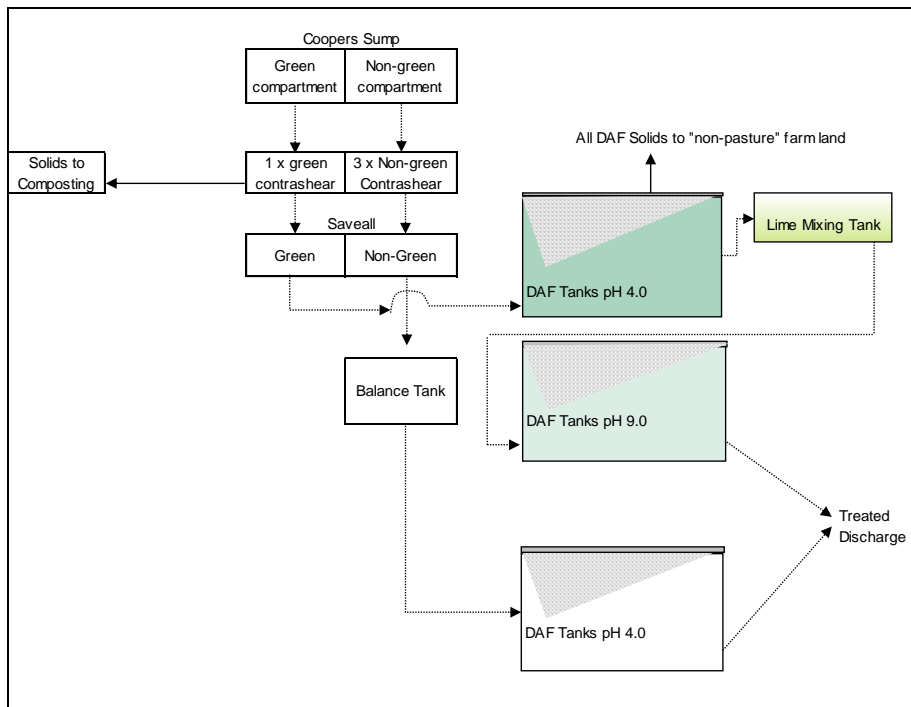 Coopers Sump
Green
compartment
Non-green
compartment
All DAF Solids to "non-pasture" farm land
Solids to
Composting
1 x green
contrashear
3 x Non-green
Contrashear
Saveall
Green
Non-Green
Lime Mixing Tank
DAF Tanks pH 4.0
Balance Tank
DAF Tanks pH 9.0
Treated
Discharge
DAF Tanks pH 4.0